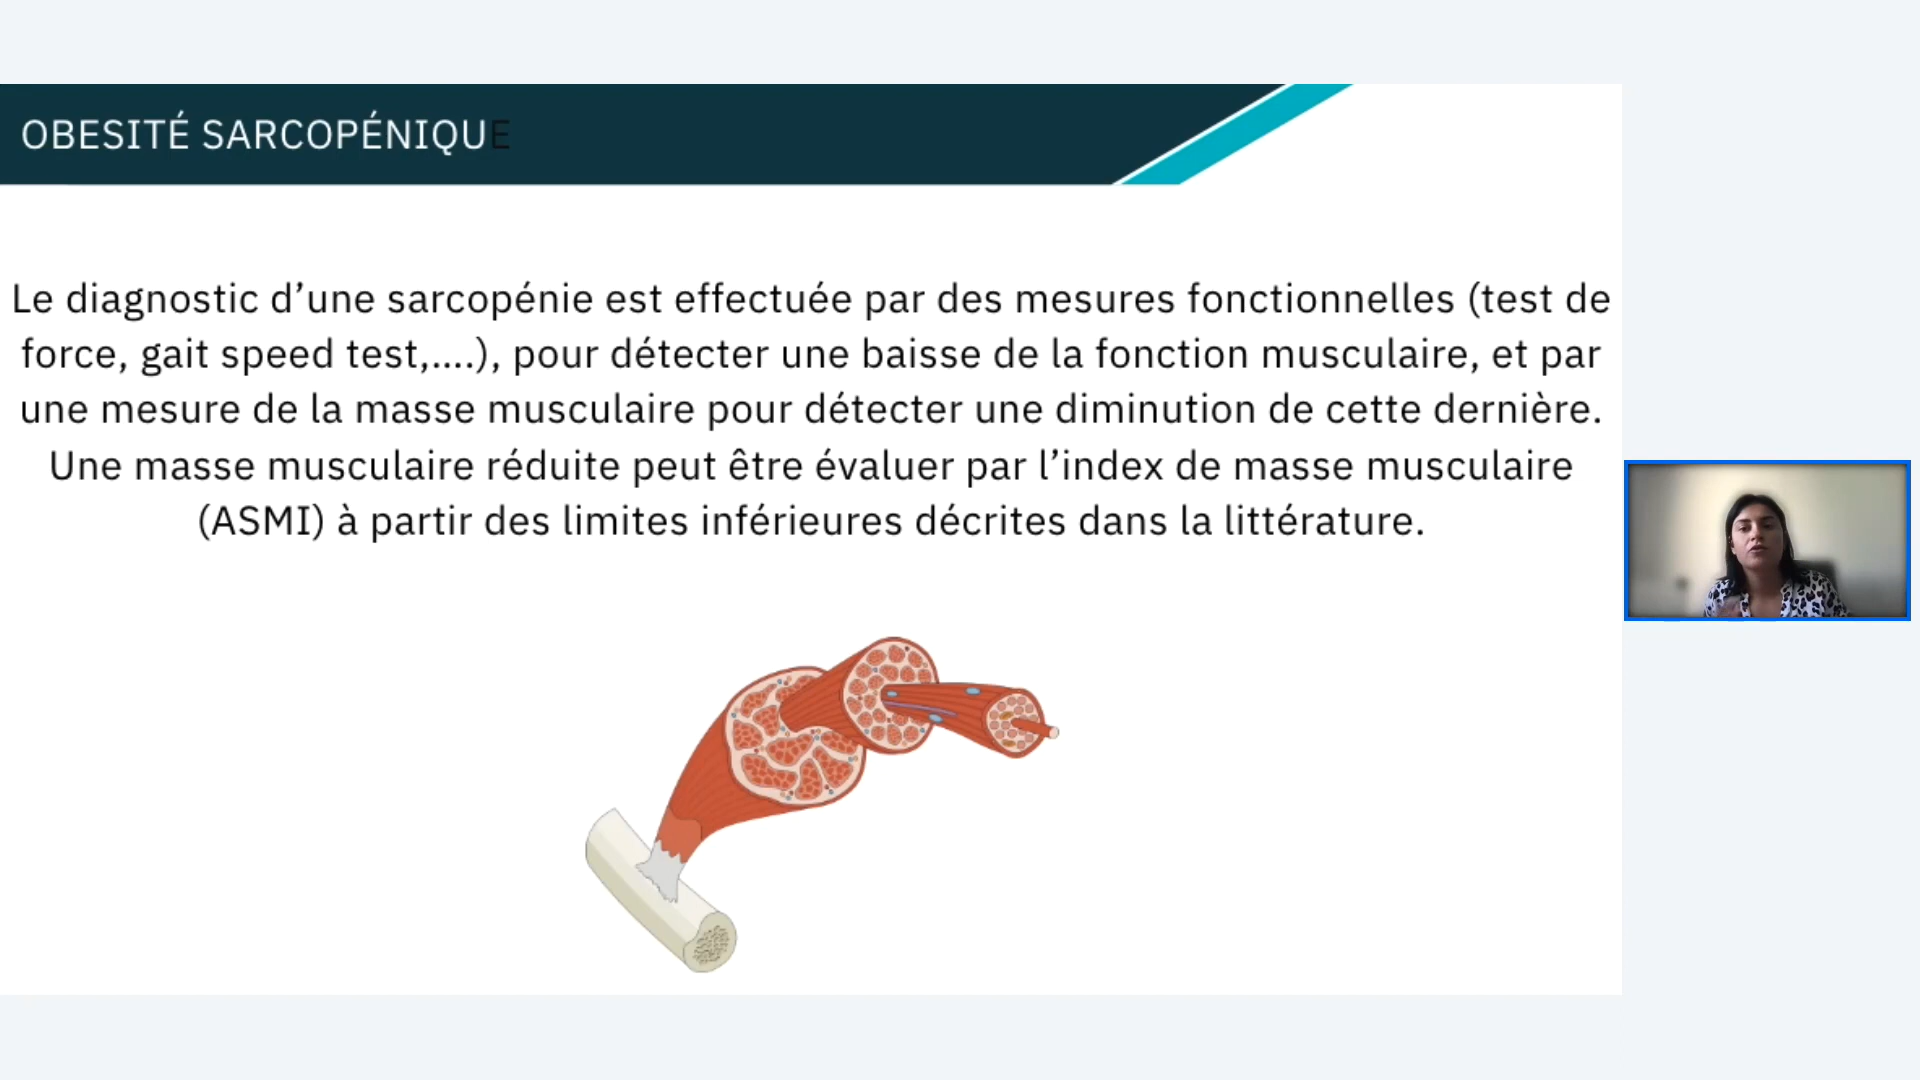 OBESITÉ SARCOPÉNIQUE
Le diagnostic d’une sarcopénie est effectuée par des mesures fonctionnelles (test de
force, gait speed test,....), pour détecter une baisse de la fonction musculaire, et par
une mesure de la masse musculaire pour détecter une diminution de cette dernière.
Une masse musculaire réduite peut être évaluer par l’index de masse musculaire
(ASMI) à partir des limites inférieures décrites dans la littérature.